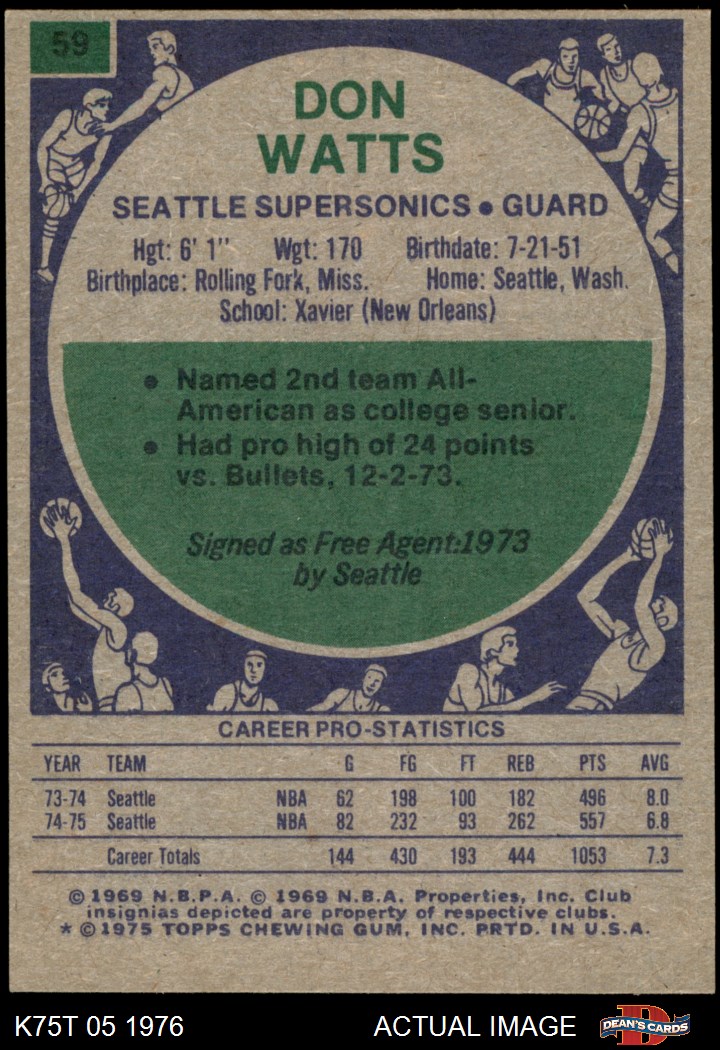 59
DON
WATTS
SEATTLE SUPERSONICS • GUARD
Hgt: 6' 1" Wgt: 170 Birthdate: 7-21-51
Birthplace: Rolling Fork, Miss. Home: Seattle, Wash.
School: Xavier (New Orleans)
• Named 2nd team All-
American as college senior.
• Had pro high of 24 points
vs. Bullets, 12-2-73.
Signed as Free Agent:1973
by Seattle
CAREER PRO-STATISTICS
YEAR TEAM G FG FT REB PTS AVG
73-74 Seattle NBA 62 198 100 182 496 8.0
74-75 Seattle NBA 82 232 93 262 557 6.8
Career Totals 144 430 193 444 1053 7.3
© 1969 N.B.P.A. © 1969 N.B.A. Properties, Inc. Club
insignias depicted are property of respective clubs.
* © 1975 TOPPS CHEWING GUM, INC. PRTD. IN U.S.A.
K75T 05 1976 ACTUAL IMAGE D DEAN'S CARDS